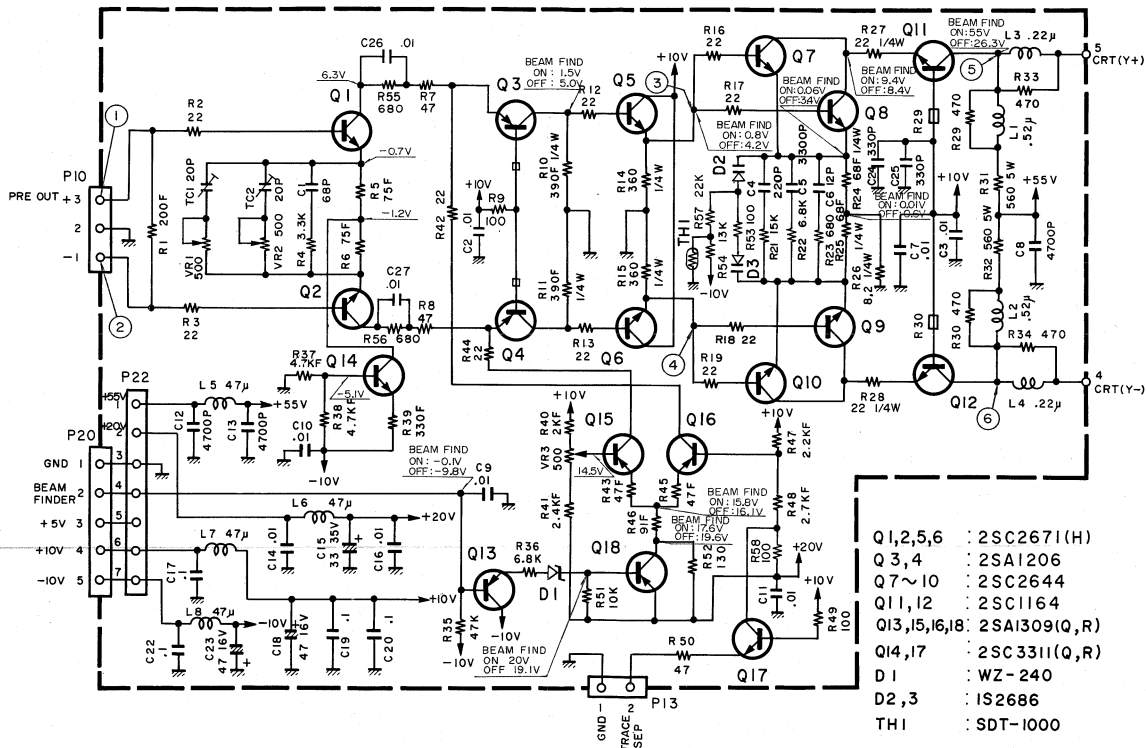 C26 .01
6.3V
R55 680
R7 47
Q1
BEAM FIND
ON : 1.5V
OFF : 5.0V
Q3
R12 22
Q5
+10V
3
R16 22
Q7
R17 22
BEAM FIND
ON:0.06V
OFF:3.4V
R27
22 1/4W
Q11
BEAM FIND
ON:55V
OFF:26.3V
5
L3 .22μ
5
CRT(Y+)
BEAM FIND
ON:9.4V
OFF:8.4V
Q8
R33
470
R29 470
L1 .52μ
R29
BEAM FIND
ON:0.8V
OFF:4.2V
1
R2
22
-0.7V
P10
PRE OUT +3
2
-1
2
R1 200F
TC1 20P
VR1 500
TC2 20P
VR2 500
C1 68P
R4 3.3K
R5 75F
-1.2V
R6 75F
R42 22
+10V
C2 .01
R9 100
R10 390F
1/4W
R14 360
1/4W
R11 390F
1/4W
R15 360
1/4W
TH1
R57 22K
R54 13K
-10V
D2
R53 100
D3
C4 220P
R21 15K
C5 3300P
R22 6.8K
C6 12P
R23 680
R24 68F 1/4W
R25 68F
1/4W
ON:0.01V
OFF:0.6V
R26 8.2 1/4W
C24 330P
C25 330P
C7 .01
+10V
C3 .01
R31 560 5W
+55V
R32 560 5W
C8 4700P
R3
22
Q2
C27
.01
R8
47
R56 680
Q4
R13
22
Q6
4
R18 22
Q9
R19
22
Q10
R30
R30 470
L2 .52μ
R34 470
R28
22 1/4W
Q12
6
L4 .22μ
4
CRT(Y-)
R44 22
R37
4.7KF
Q14
-5.1V
R38 4.7KF
R39 330F
C10
.01
-10V
P22
+55V 1
+20V 2
3
4
5
6
7
L5 47μ
C12 4700P
C13 4700P
+55V
P20
GND 1
BEAM FINDER 2
+5V 3
+10V 4
-10V 5
BEAM FIND
ON : -0.1V
OFF:-9.8V
C9
.01
+10V
R40 2KF
VR3 500
R41 2.4KF
Q15
14.5V
R43 47F
Q16
R45 47F
+10V
R47 2.2KF
R48 2.7KF
BEAM FIND
ON:15.8V
OFF:16.1V
R46 91F
BEAM FIND
ON:17.6V
OFF:19.6V
L6 47μ
+20V
C14 .01
C15 33 35V
+
C16 .01
L7 47μ
C17 .1
+10V
L8 47μ
-10V
C22 .1
C23 47 16V
+
C18 47 16V
+
C19 .1
C20 .1
Q13
R36
6.8K
D1
Q18
R51 10K
R52 130
R35 47K
-10V
-10V
BEAM FIND
ON 20V
OFF 19.1V
R58 100
+20V
C11 .01
+10V
R49 100
R50
47
Q17
P13
1
2
GND
TRACE SEP
Q1,2,5,6 : 2SC2671(H)
Q3,4 : 2SA1206
Q7~10 : 2SC2644
Q11,12 : 2SC1164
Q13,15,16,18 : 2SA1309(Q,R)
Q14,17 : 2SC3311(Q,R)
D1 : WZ-240
D2,3 : IS2686
TH1 : SDT-1000